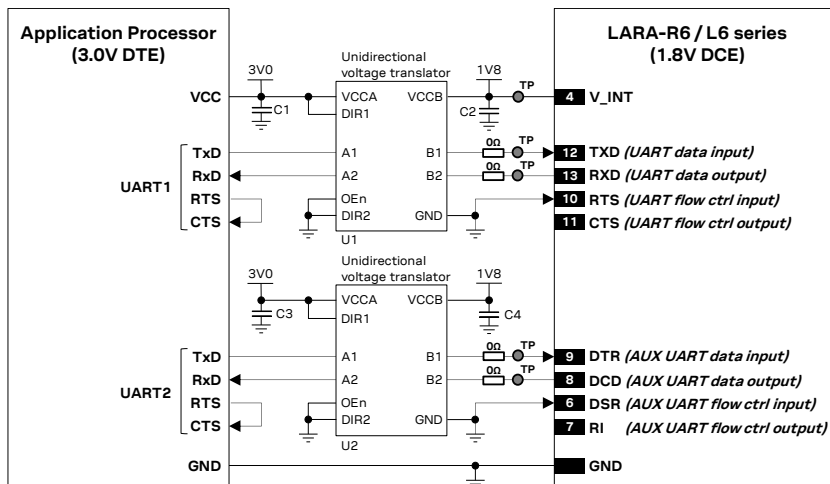 Application Processor
(3.0V DTE)
LARA-R6 / L6 series
(1.8V DCE)
Unidirectional
voltage translator
3V0
1V8
TP
VCC
C1
VCCA
VCCB
C2
4
V_INT
DIR1
0Ω
TP
TxD
A1
B1
12
TXD (UART data input)
0Ω
TP
RxD
A2
B2
13
RXD (UART data output)
UART1
RTS
OEn
10
RTS (UART flow ctrl input)
CTS
DIR2
GND
11
CTS (UART flow ctrl output)
U1
Unidirectional
voltage translator
3V0
1V8
C3
VCCA
VCCB
C4
DIR1
0Ω
TP
TxD
A1
B1
9
DTR (AUX UART data input)
0Ω
TP
RxD
A2
B2
8
DCD (AUX UART data output)
UART2
RTS
OEn
6
DSR (AUX UART flow ctrl input)
CTS
DIR2
GND
7
RI (AUX UART flow ctrl output)
U2
GND
GND